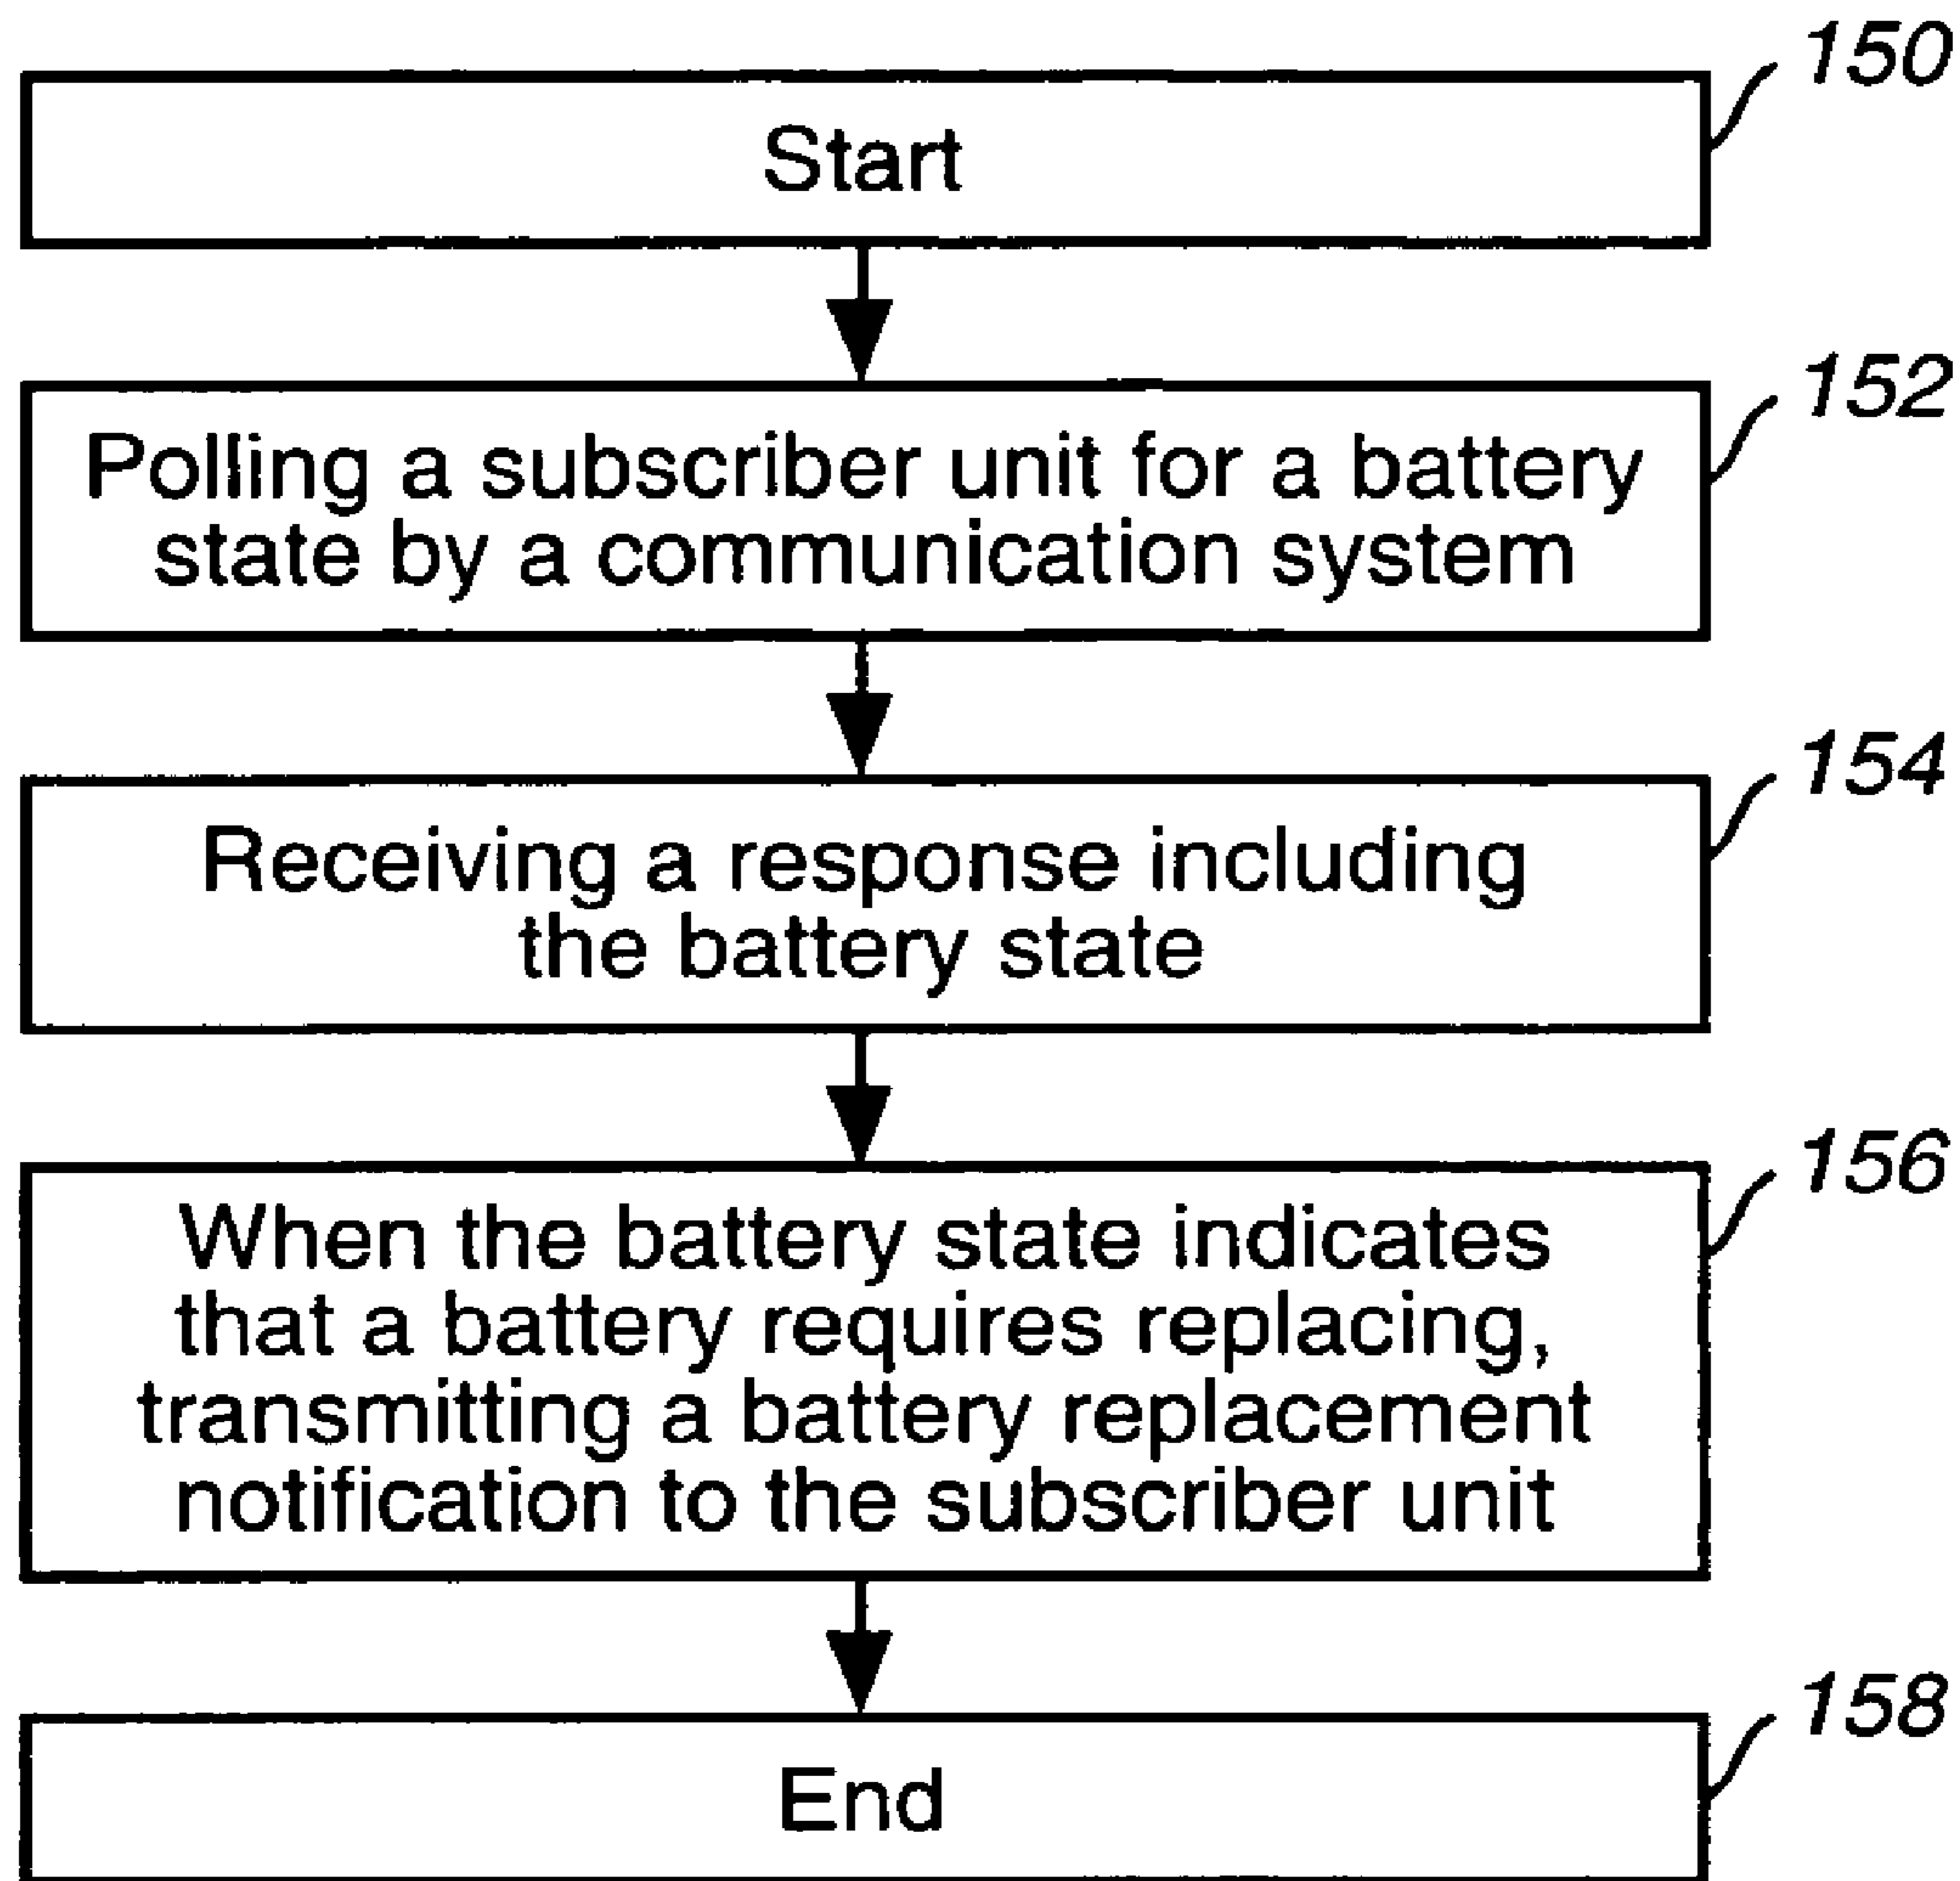 150
Start
152
Polling a subscriber unit for a battery
state by a communication system
154
Receiving a response including
the battery state
156
When the battery state indicates
that a battery requires replacing,
transmitting a battery replacement
notification to the subscriber unit
158
End